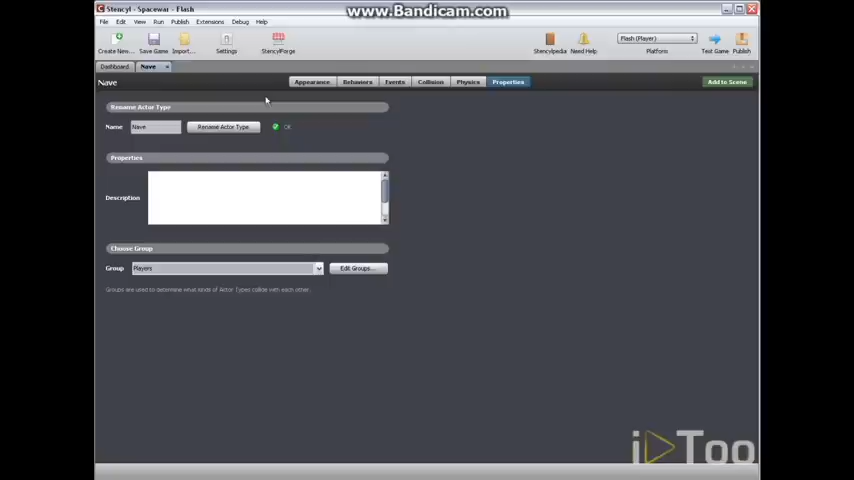 Stencyl - Spacewar - Flash
www.Bandicam.com
File Edit View Run Publish Extensions Debug Help
Create New... Save Game Import... Settings StencylForge Stencylpedia Need Help Flash (Player) Platform Test Game Publish
Dashboard Nave ×
Nave Appearance Behaviors Events Collision Physics Properties Add to Scene
Rename Actor Type
Name Nave Rename Actor Type OK
Properties
Description
Choose Group
Group Players Edit Groups...
Groups are used to determine what kinds of Actor Types collide with each other.
iDToo